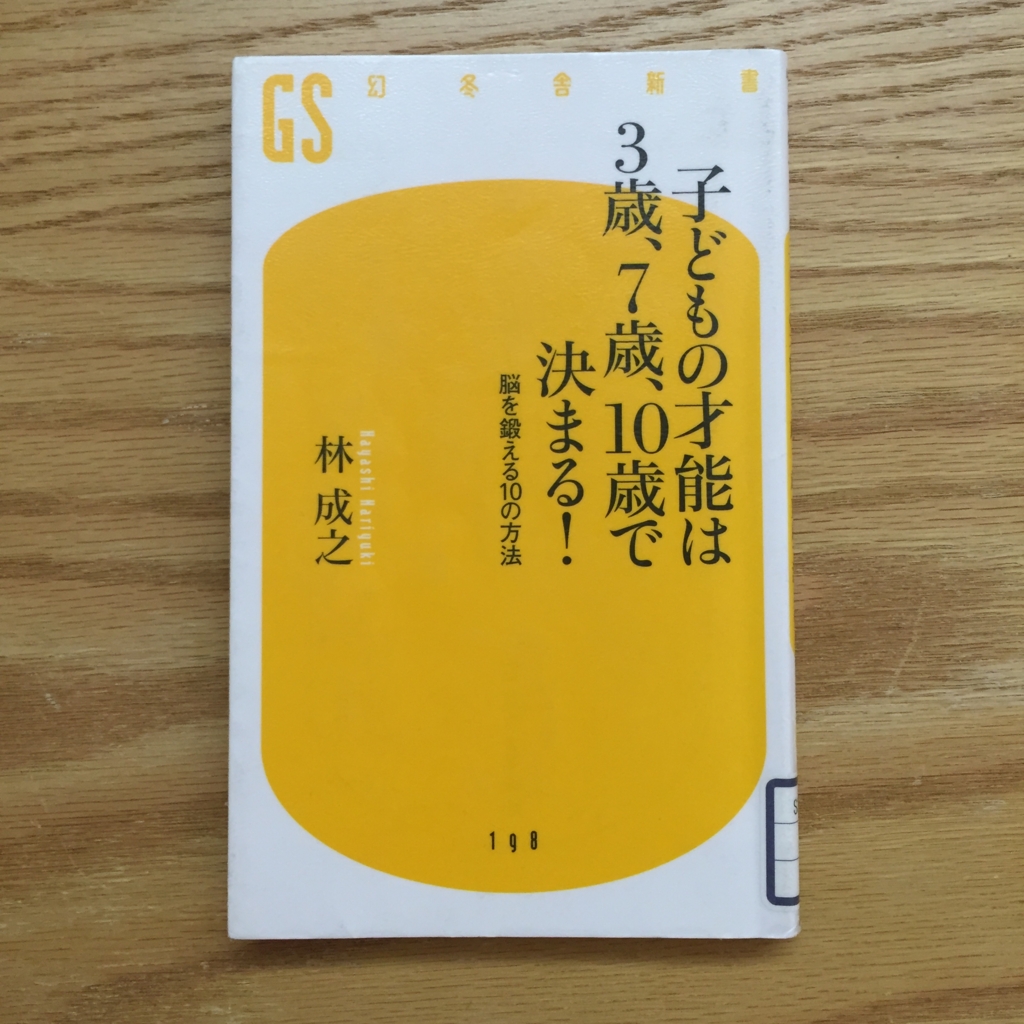 GS
幻冬舎新書
子どもの才能は
3歳、7歳、10歳で
決まる!
脳を鍛える10の方法
Hayashi Nariyuki
林 成之
198
S